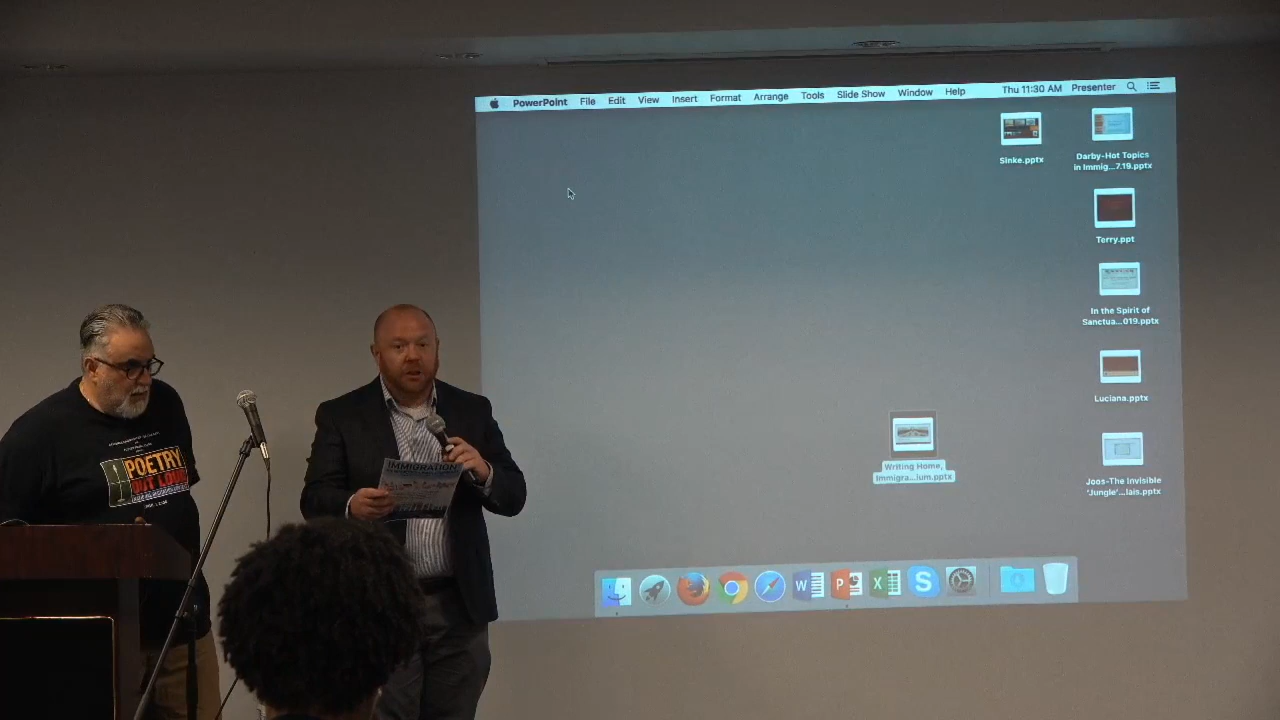 PowerPoint File Edit View Insert Format Arrange Tools Slide Show Window Help Thu 11:30 AM Presenter
Sinke.pptx
Darby-Hot Topics
in Immig...7.19.pptx
Terry.ppt
In the Spirit of
Sanctua...019.pptx
Luciana.pptx
Writing Home,
Immigra...ium.pptx
Joos-The Invisible
'Jungle'...lais.pptx
POETRY
OUT LOUD
IMMIGRATION
W
P
X
S